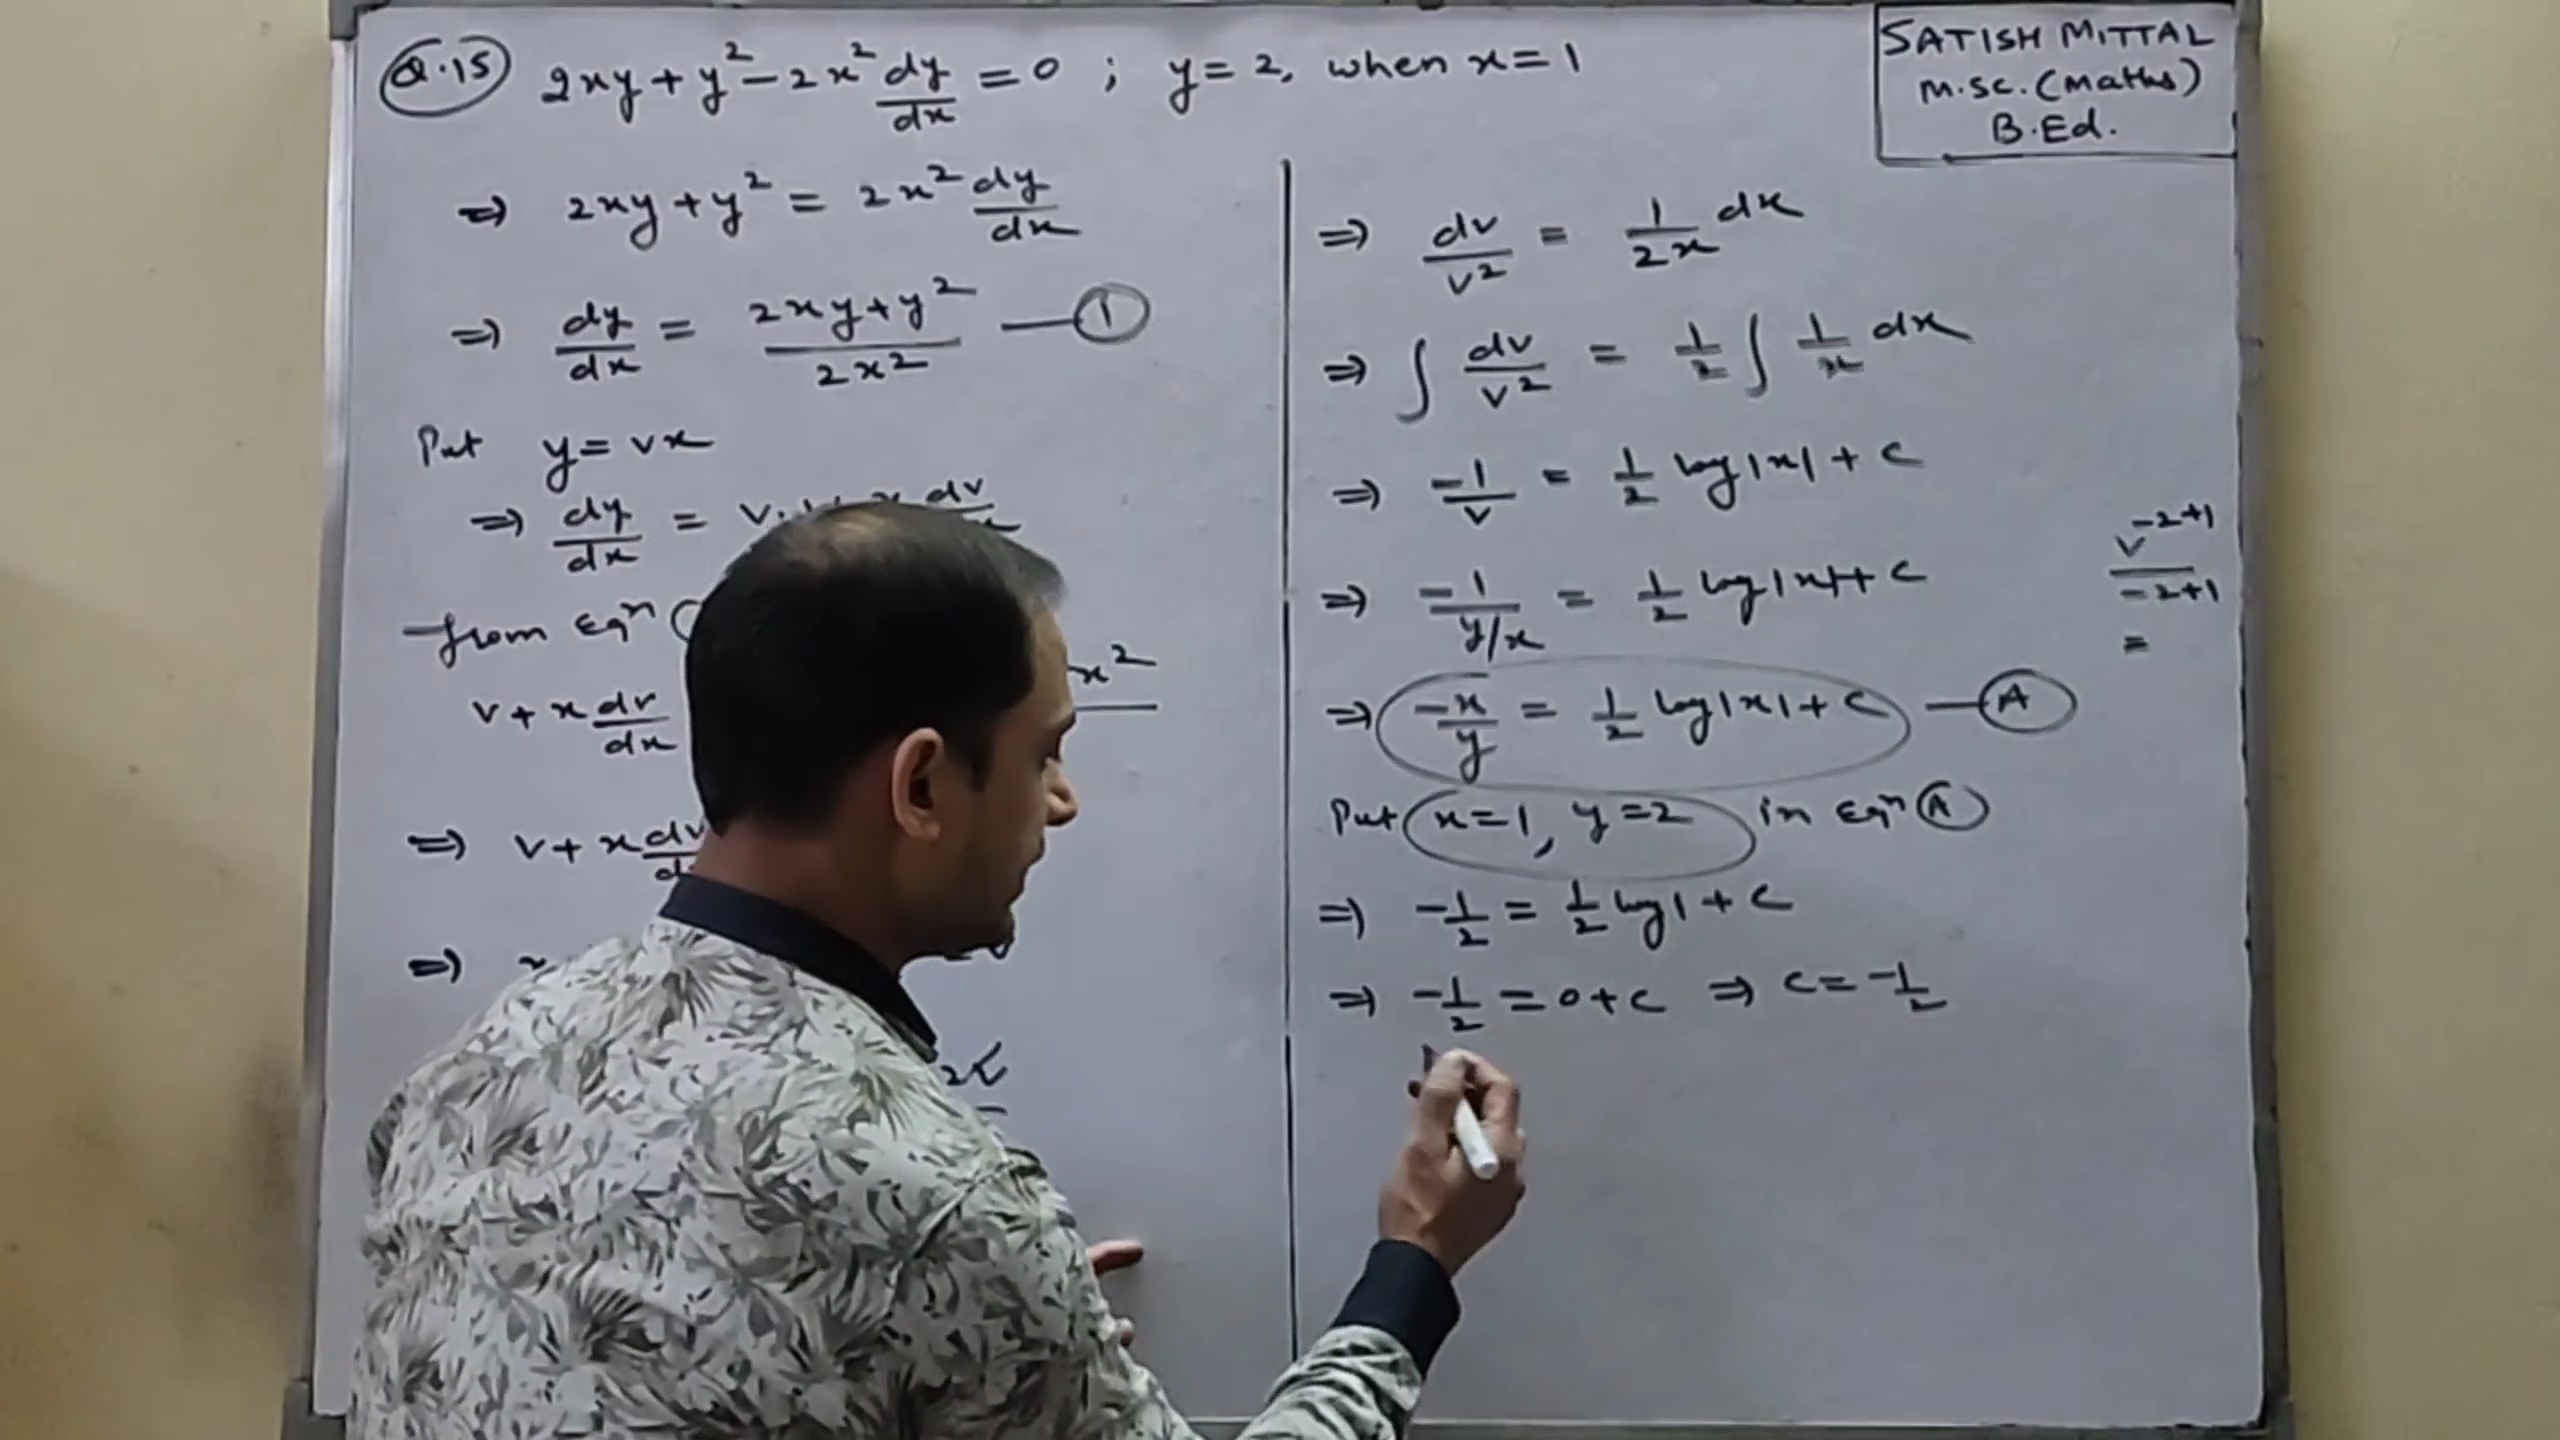 Q.15 2xy + y² - 2x² dy/dx = 0 ; y = 2, when x = 1
SATISH MITTAL
M.Sc. (Maths)
B.Ed.
⇒ 2xy + y² = 2x² dy/dx
⇒ dy/dx = (2xy + y²)/(2x²) — ①
Put y = vx
⇒ dy/dx = v · x dv
from Eqⁿ
v + x dv/dx x²
⇒ v + x dv
⇒ x
⇒ dv/v² = 1/(2x) dx
⇒ ∫ dv/v² = 1/2 ∫ 1/x dx
⇒ -1/v = 1/2 log|x| + c
⇒ -1/(y/x) = 1/2 log|x| + c
⇒ -x/y = 1/2 log|x| + c — Ⓐ
Put x = 1, y = 2 in Eqⁿ Ⓐ
⇒ -1/2 = 1/2 log 1 + c
⇒ -1/2 = 0 + c ⇒ c = -1/2
v^(-2+1)/(-2+1)
=